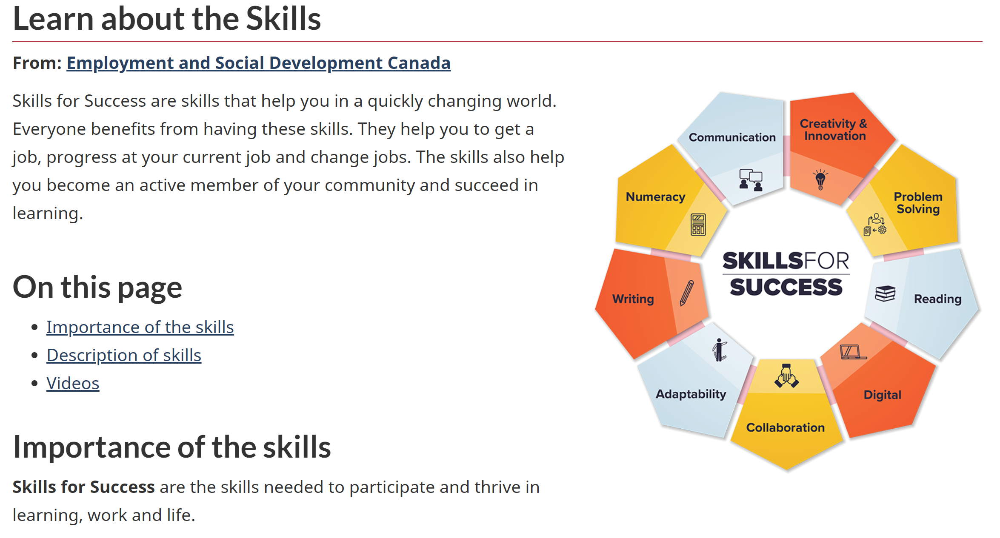 Learn about the Skills
From: Employment and Social Development Canada
Skills for Success are skills that help you in a quickly changing world.
Everyone benefits from having these skills. They help you to get a
job, progress at your current job and change jobs. The skills also help
you become an active member of your community and succeed in
learning.
On this page
Importance of the skills
Description of skills
Videos
Importance of the skills
Skills for Success are the skills needed to participate and thrive in
learning, work and life.
Communication
Creativity &
Innovation
Numeracy
Problem
Solving
SKILLSFOR
SUCCESS
Writing
Reading
Adaptability
Digital
Collaboration